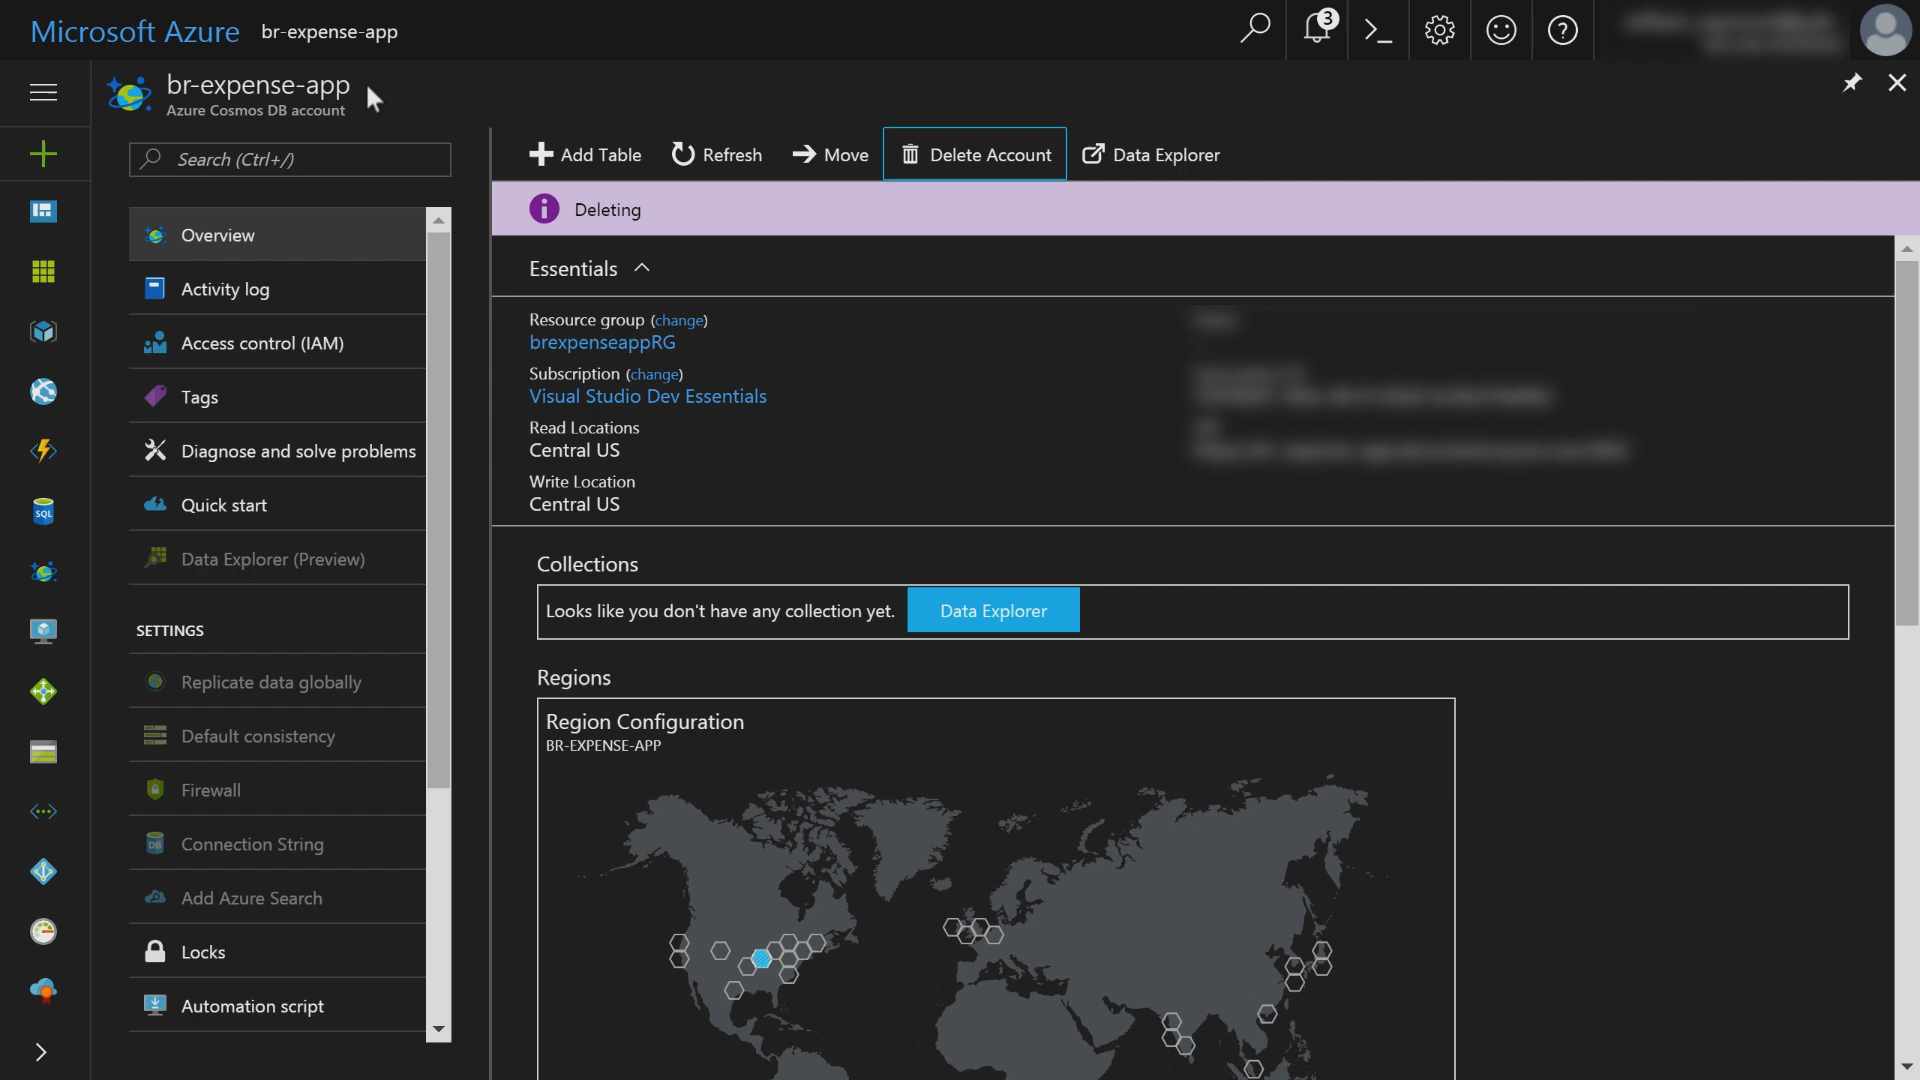 Microsoft Azure br-expense-app
3
br-expense-app
Azure Cosmos DB account
Search (Ctrl+/)
Overview
Activity log
Access control (IAM)
Tags
Diagnose and solve problems
Quick start
Data Explorer (Preview)
SETTINGS
Replicate data globally
Default consistency
Firewall
Connection String
Add Azure Search
Locks
Automation script
SQL
DB
Add Table Refresh Move Delete Account Data Explorer
Deleting
Essentials
Resource group (change)
brexpenseappRG
Subscription (change)
Visual Studio Dev Essentials
Read Locations
Central US
Write Location
Central US
Collections
Looks like you don't have any collection yet. Data Explorer
Regions
Region Configuration
BR-EXPENSE-APP